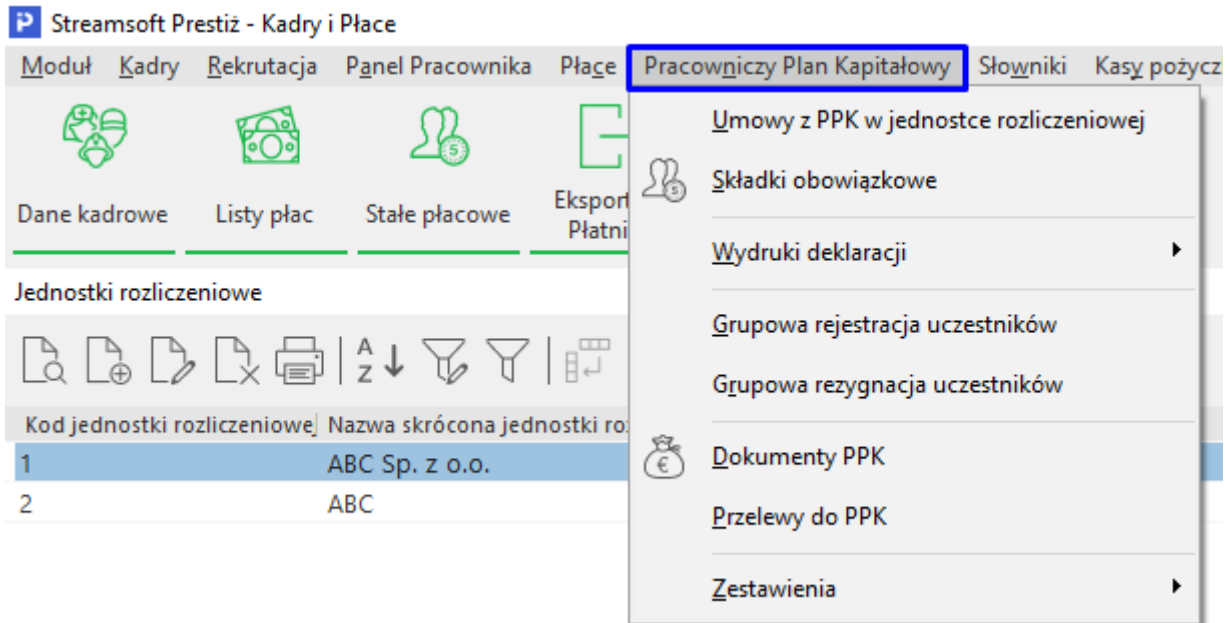 Streamsoft Prestiż - Kadry i Płace
Moduł Kadry Rekrutacja Panel Pracownika Płace Pracowniczy Plan Kapitałowy Słowniki Kasy pożycz
Dane kadrowe
Listy płac
Stałe płacowe
Eksport
Płatni
Umowy z PPK w jednostce rozliczeniowej
Składki obowiązkowe
Wydruki deklaracji
Grupowa rejestracja uczestników
Grupowa rezygnacja uczestników
Dokumenty PPK
Przelewy do PPK
Zestawienia
Jednostki rozliczeniowe
Kod jednostki rozliczeniowej Nazwa skrócona jednostki ro
1 ABC Sp. z o.o.
2 ABC